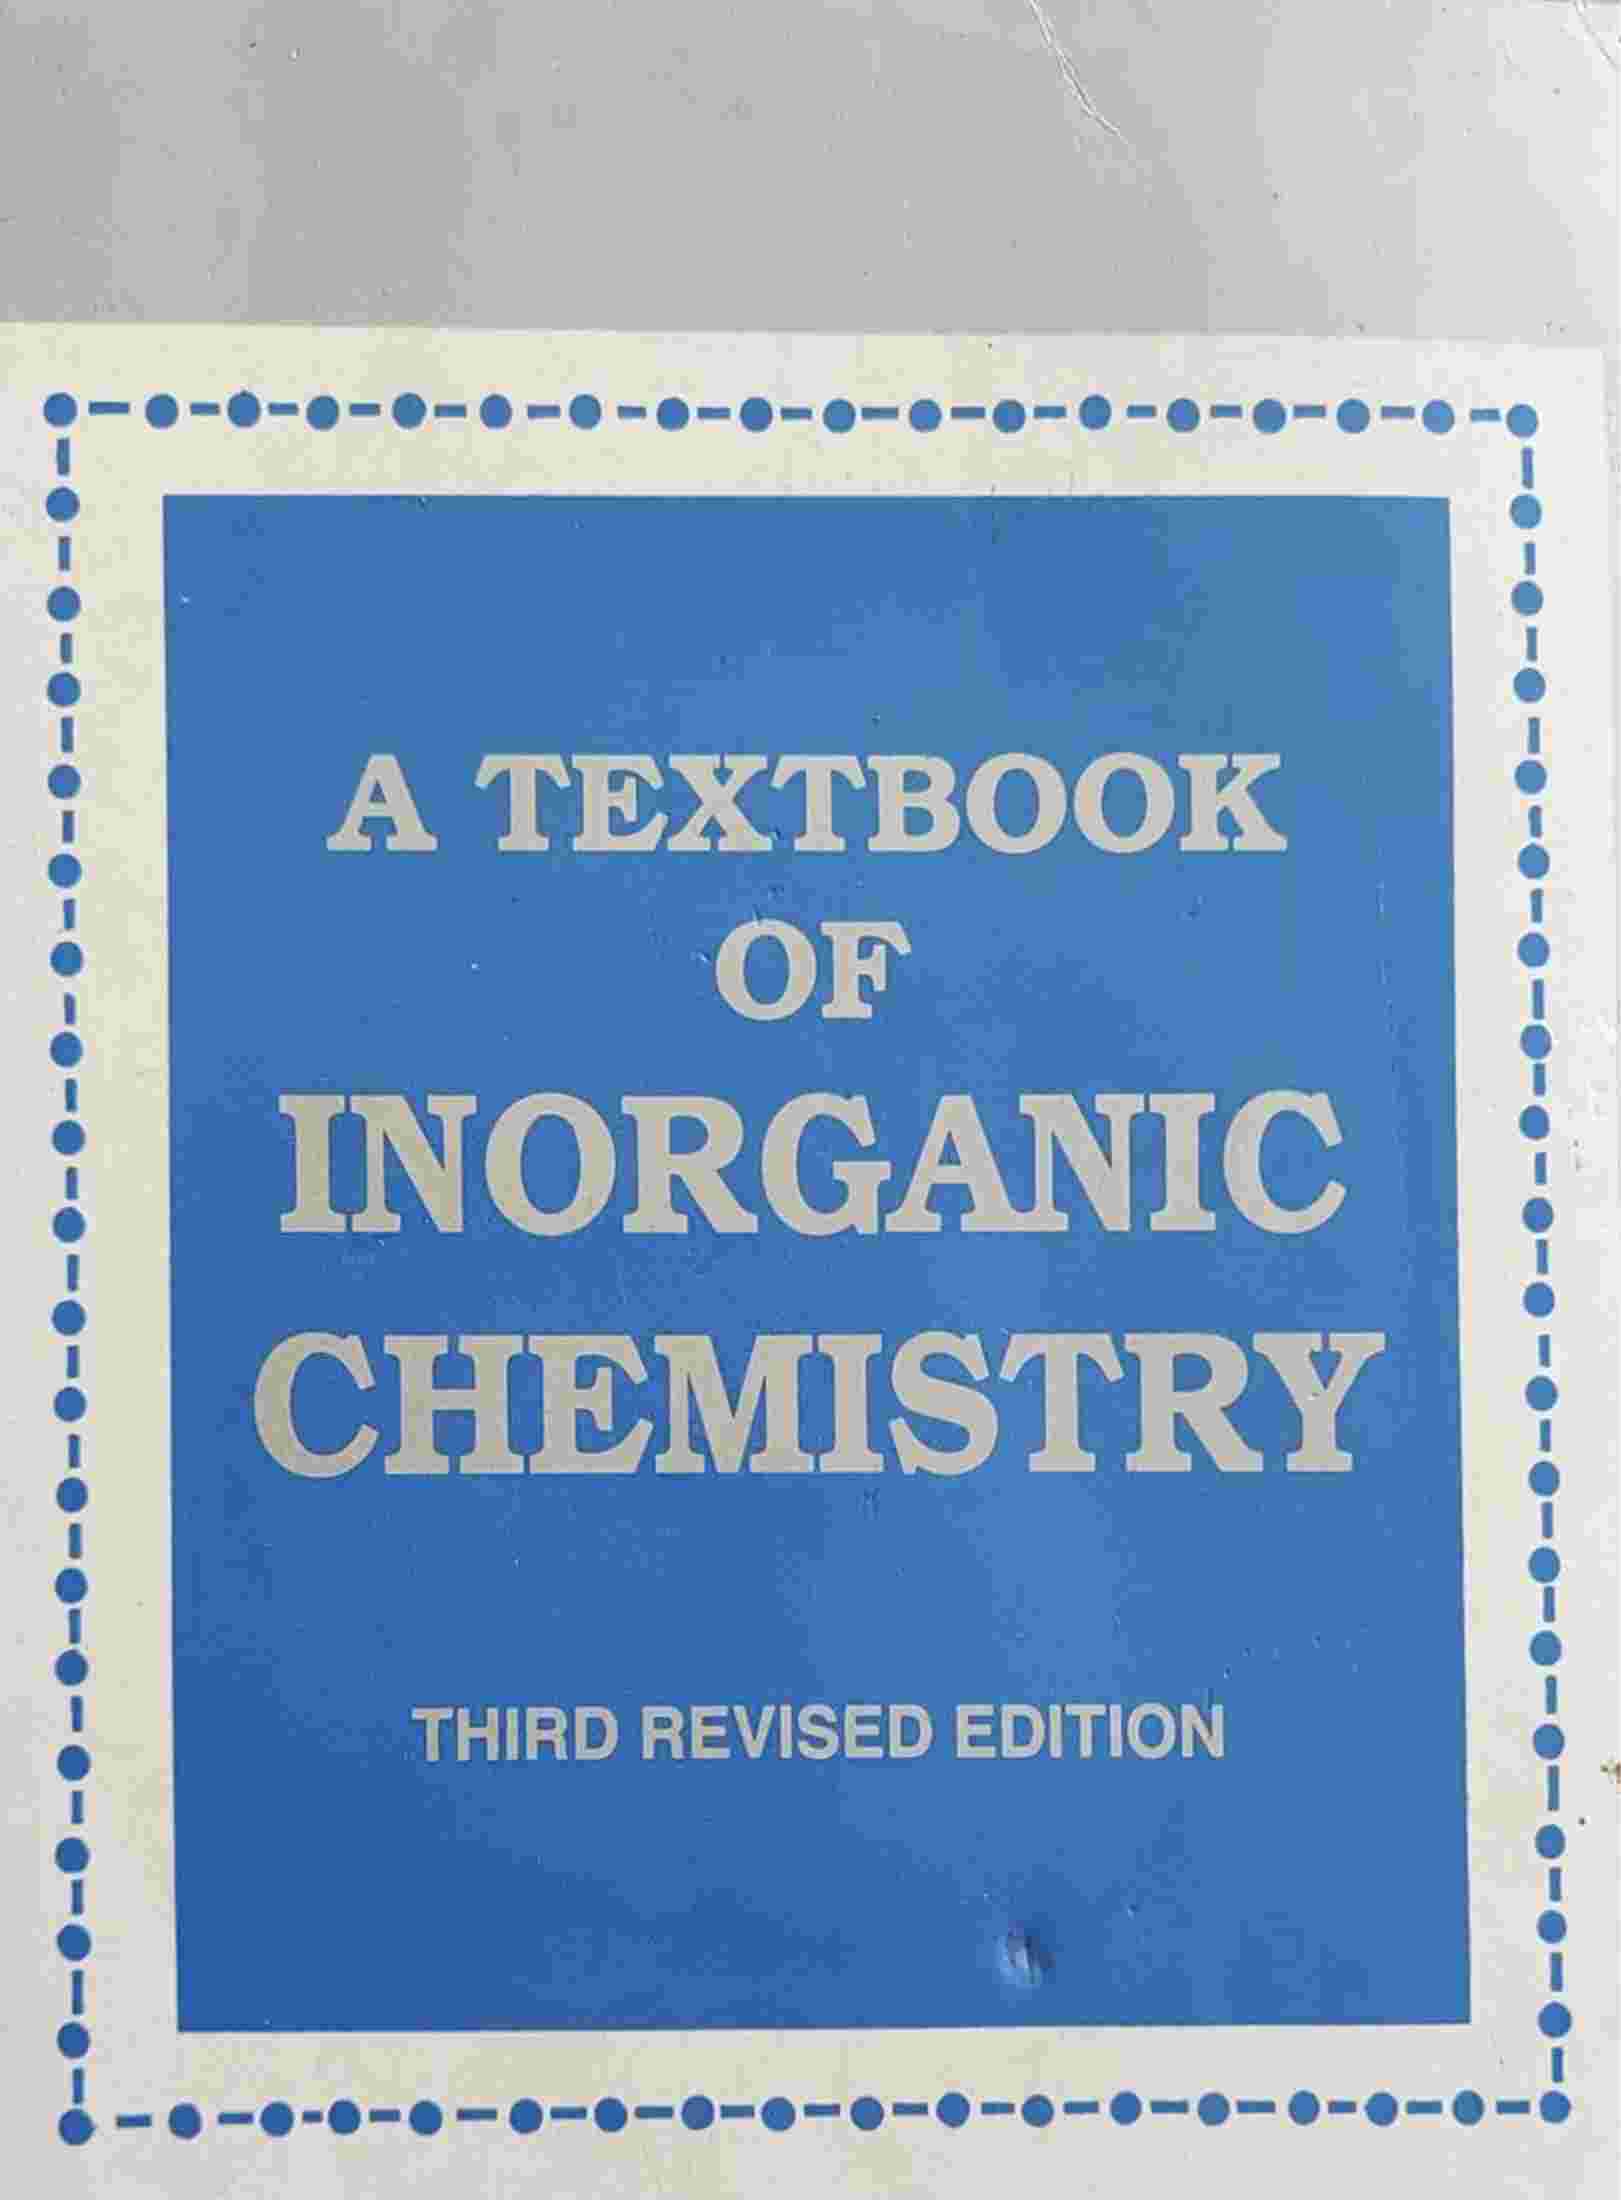 A TEXTBOOK
OF
INORGANIC
CHEMISTRY
THIRD REVISED EDITION